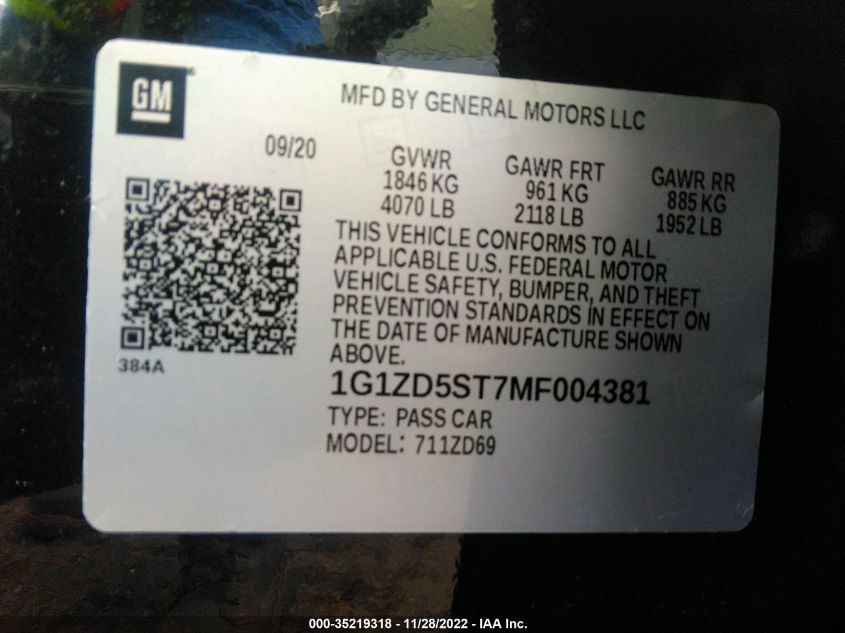 GM
MFD BY GENERAL MOTORS LLC
09/20
GVWR
1846 KG
4070 LB
GAWR FRT
961 KG
2118 LB
GAWR RR
885 KG
1952 LB
THIS VEHICLE CONFORMS TO ALL
APPLICABLE U.S. FEDERAL MOTOR
VEHICLE SAFETY, BUMPER, AND THEFT
PREVENTION STANDARDS IN EFFECT ON
THE DATE OF MANUFACTURE SHOWN
ABOVE.
384A
1G1ZD5ST7MF004381
TYPE: PASS CAR
MODEL: 711ZD69
000-35219318 - 11/28/2022 - IAA Inc.